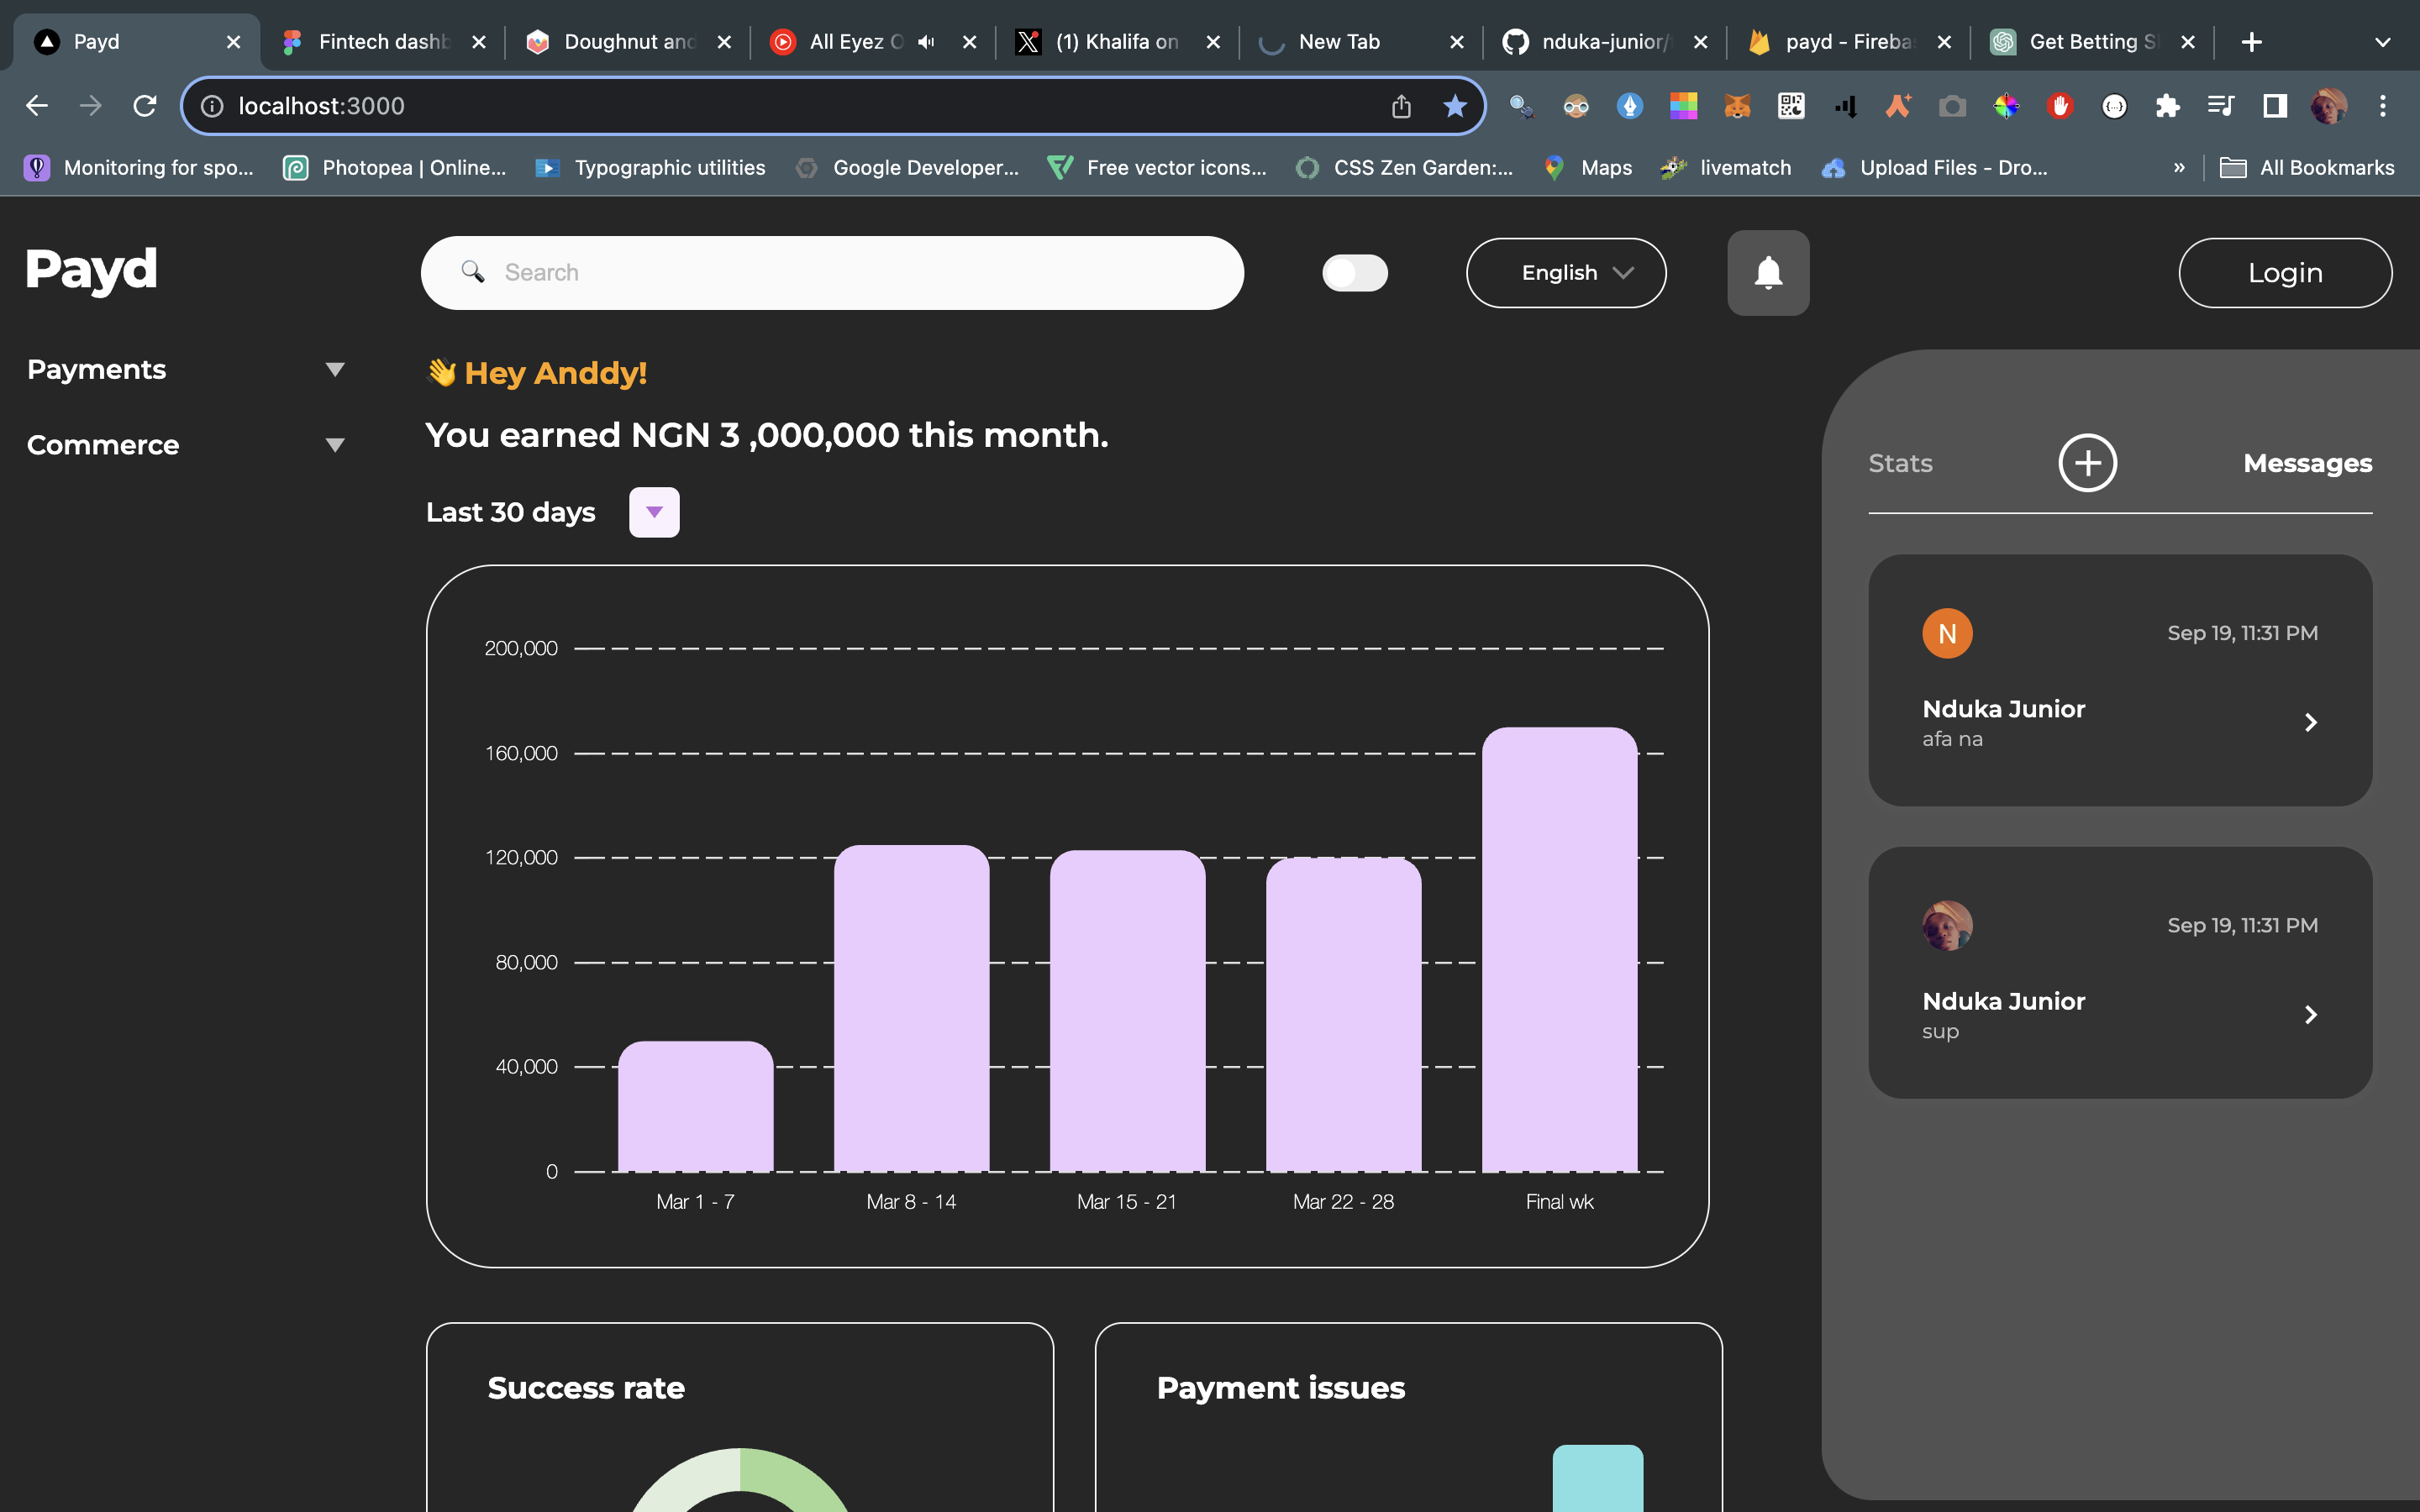 Payd
Fintech dashb
Doughnut and
All Eyez O
(1) Khalifa on
New Tab
nduka-junior/
payd - Fireba
Get Betting S
localhost:3000
Monitoring for spo...
Photopea | Online...
Typographic utilities
Google Developer...
Free vector icons...
CSS Zen Garden:...
Maps
livematch
Upload Files - Dro...
»
All Bookmarks
Payd
Search
English
Login
Payments
Commerce
👋 Hey Anddy!
You earned NGN 3 ,000,000 this month.
Last 30 days
200,000
160,000
120,000
80,000
40,000
0
Mar 1 - 7
Mar 8 - 14
Mar 15 - 21
Mar 22 - 28
Final wk
Success rate
Payment issues
Stats
Messages
N
Sep 19, 11:31 PM
Nduka Junior
afa na
Sep 19, 11:31 PM
Nduka Junior
sup